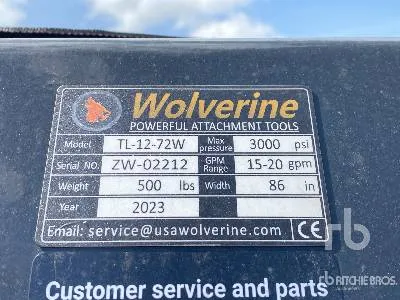 Wolverine
POWERFUL ATTACHMENT TOOLS
Model TL-12-72W Max pressure 3000 psi
Serial NO. ZW-02212 GPM Range 15-20 gpm
Weight 500 lbs Width 86 in
Year 2023
Email: service@usawolverine.com CE
Customer service and parts
rb
rb RITCHIE BROS.